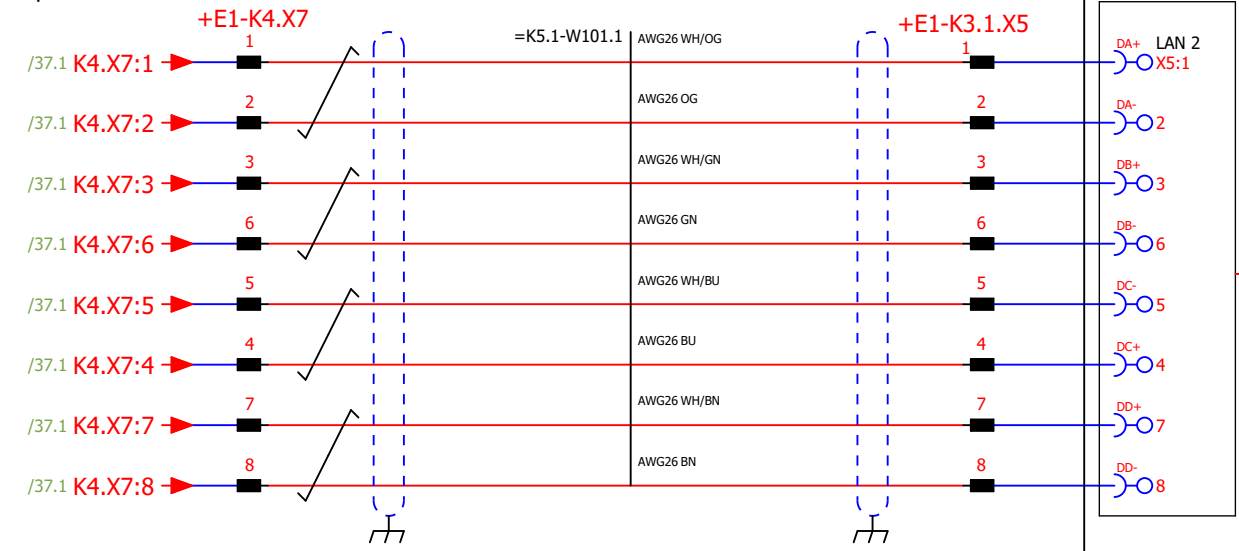 +E1-K4.X7
=K5.1-W101.1
+E1-K3.1.X5
/37.1 K4.X7:1 1 AWG26 WH/OG 1 DA+ LAN 2
X5:1
/37.1 K4.X7:2 2 AWG26 OG 2 DA- 2
/37.1 K4.X7:3 3 AWG26 WH/GN 3 DB+ 3
/37.1 K4.X7:6 6 AWG26 GN 6 DB- 6
/37.1 K4.X7:5 5 AWG26 WH/BU 5 DC- 5
/37.1 K4.X7:4 4 AWG26 BU 4 DC+ 4
/37.1 K4.X7:7 7 AWG26 WH/BN 7 DD+ 7
/37.1 K4.X7:8 8 AWG26 BN 8 DD- 8